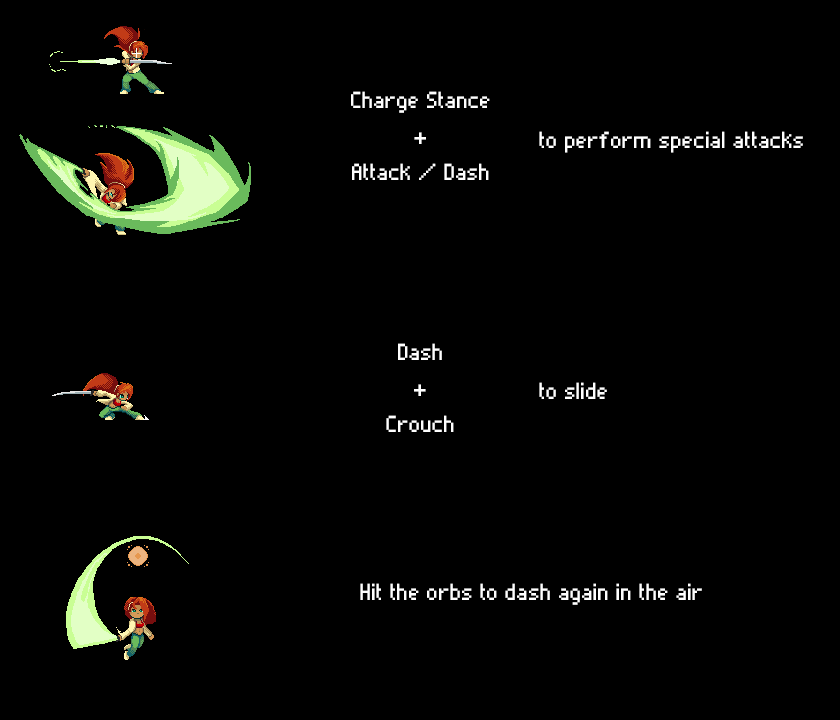 Charge Stance
+
Attack / Dash
to perform special attacks
Dash
+
Crouch
to slide
Hit the orbs to dash again in the air